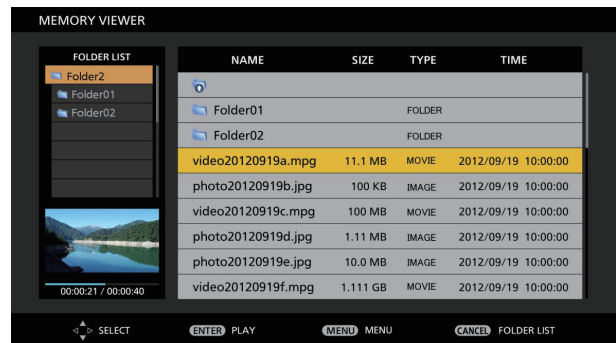 MEMORY VIEWER
FOLDER LIST
Folder2
Folder01
Folder02
00:00:21 / 00:00:40
NAME SIZE TYPE TIME
Folder01 FOLDER
Folder02 FOLDER
video20120919a.mpg 11.1 MB MOVIE 2012/09/19 10:00:00
photo20120919b.jpg 100 KB IMAGE 2012/09/19 10:00:00
video20120919c.mpg 100 MB MOVIE 2012/09/19 10:00:00
photo20120919d.jpg 1.11 MB IMAGE 2012/09/19 10:00:00
photo20120919e.jpg 10.0 MB IMAGE 2012/09/19 10:00:00
video20120919f.mpg 1.111 GB MOVIE 2012/09/19 10:00:00
SELECT ENTER PLAY MENU MENU CANCEL FOLDER LIST